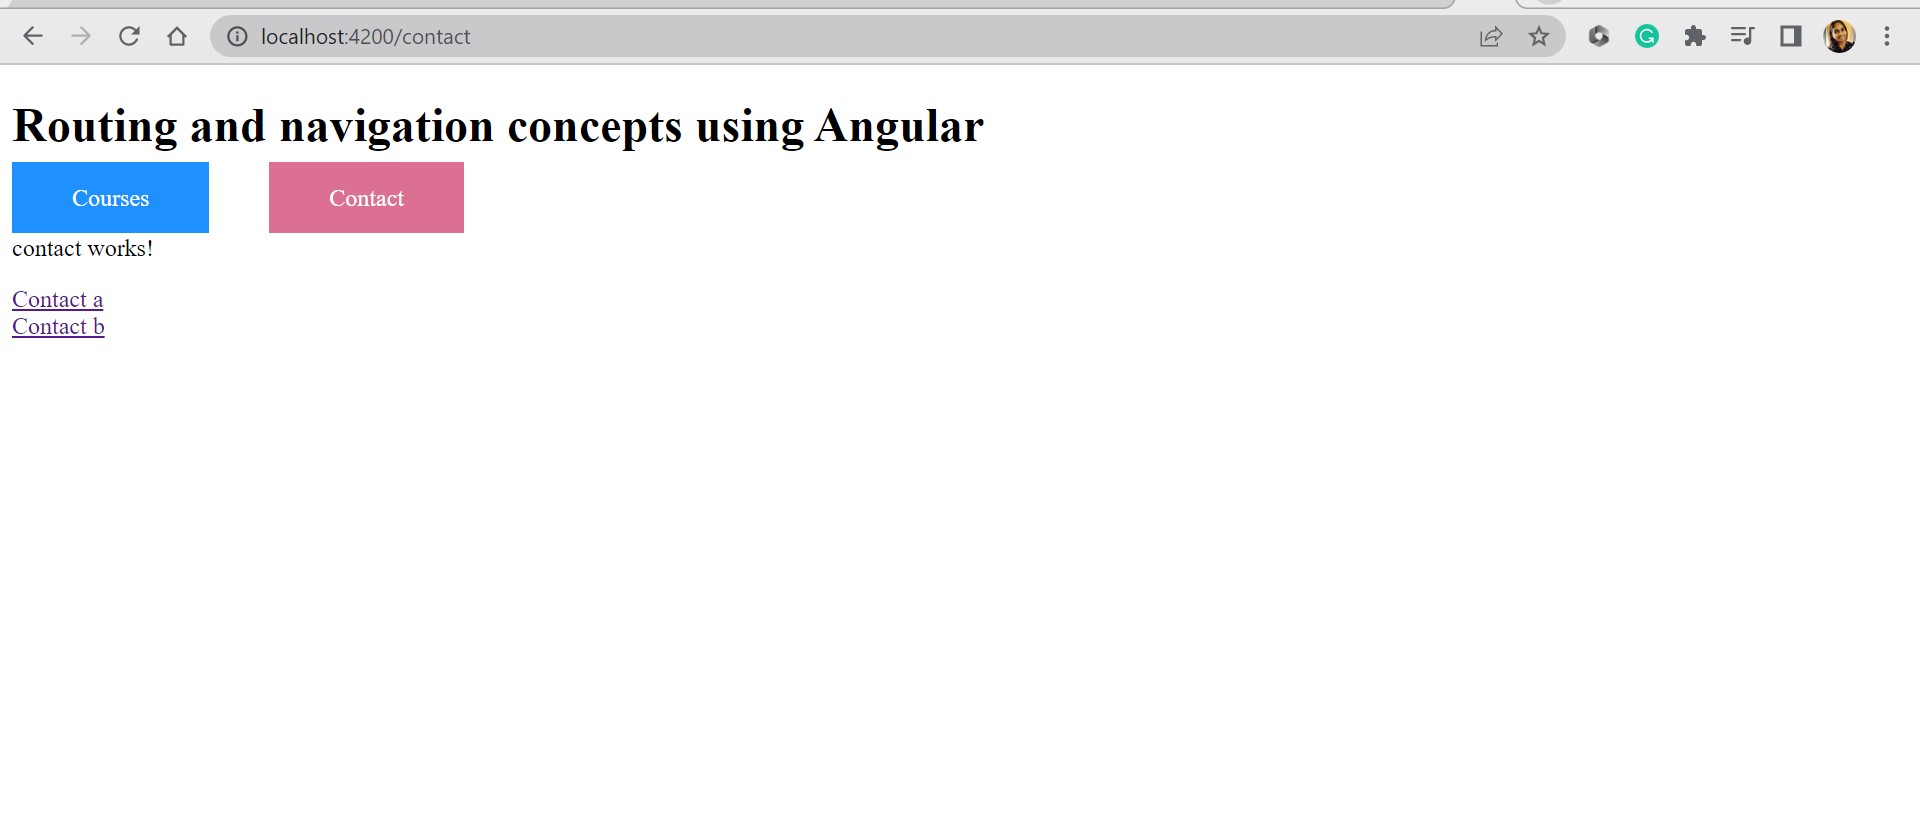 localhost:4200/contact
Routing and navigation concepts using Angular
Courses Contact
contact works!
Contact a
Contact b